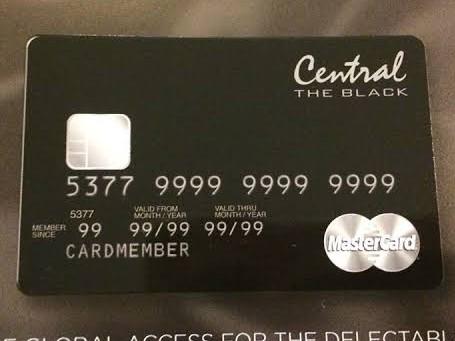 Central
THE BLACK
5377 9999 9999 9999
5377
VALID FROM
MONTH / YEAR
VALID THRU
MONTH / YEAR
MEMBER
SINCE
99 99/99 99/99
CARDMEMBER
MasterCard
GLOBAL ACCESS FOR THE